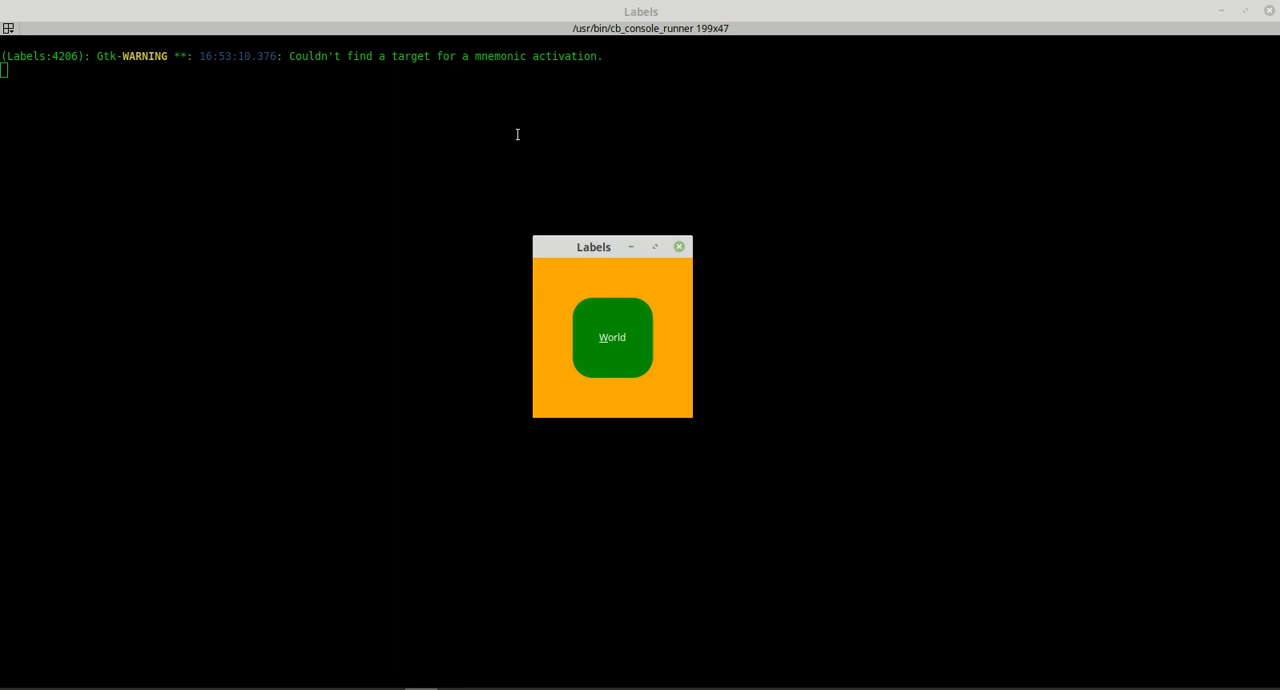 Labels
/usr/bin/cb_console_runner 199x47
(Labels:4206): Gtk-WARNING **: 16:53:10.376: Couldn't find a target for a mnemonic activation.
Labels
World